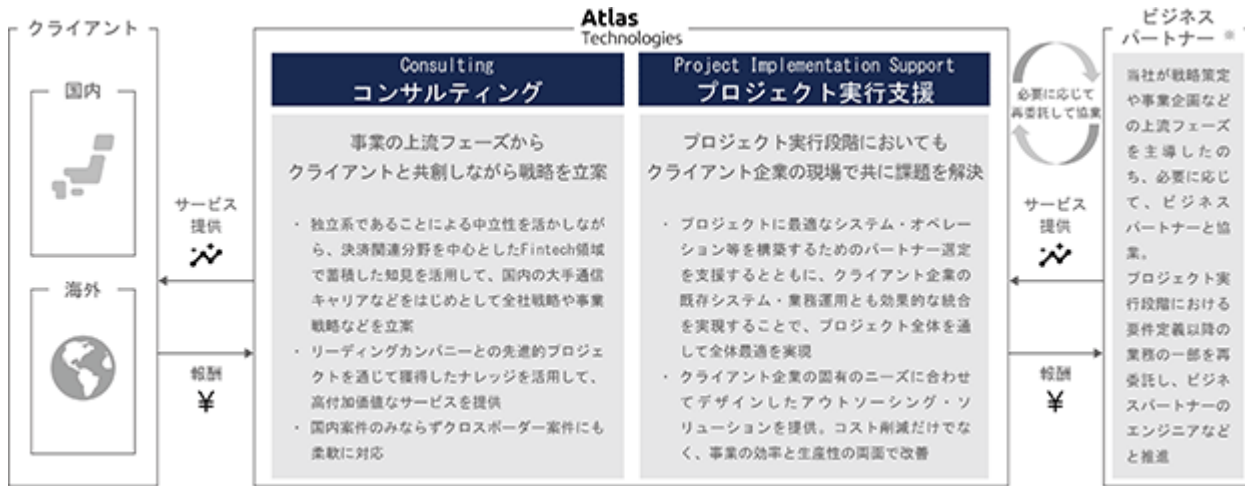 クライアント
国内
海外
サービス
提供
報酬
¥
Atlas
Technologies
Consulting
コンサルティング
事業の上流フェーズから
クライアントと共創しながら戦略を立案
・ 独立系であることによる中立性を活かしなが
ら、決済関連分野を中心としたFintech領域
で蓄積した知見を活用して、国内の大手通信
キャリアなどをはじめとして全社戦略や事業
戦略などを立案
・ リーディングカンパニーとの先進的プロジェ
クトを通じて獲得したナレッジを活用して、
高付加価値なサービスを提供
・ 国内案件のみならずクロスボーダー案件にも
柔軟に対応
Project Implementation Support
プロジェクト実行支援
プロジェクト実行段階においても
クライアント企業の現場で共に課題を解決
・ プロジェクトに最適なシステム・オペレー
ション等を構築するためのパートナー選定
を支援するとともに、クライアント企業の
既存システム・業務運用とも効果的な統合
を実現することで、プロジェクト全体を通
して全体最適を実現
・ クライアント企業の固有のニーズに合わせ
てデザインしたアウトソーシング・ソ
リューションを提供。コスト削減だけでな
く、事業の効率と生産性の両面で改善
必要に応じて
再委託して協業
サービス
提供
報酬
¥
ビジネス
パートナー ※
当社が戦略策定
や事業企画など
の上流フェーズ
を主導したの
ち、必要に応じ
て、ビジネス
パートナーと協
業。
プロジェクト実
行段階における
要件定義以降の
業務の一部を再
委託し、ビジネ
スパートナーの
エンジニアなど
と推進